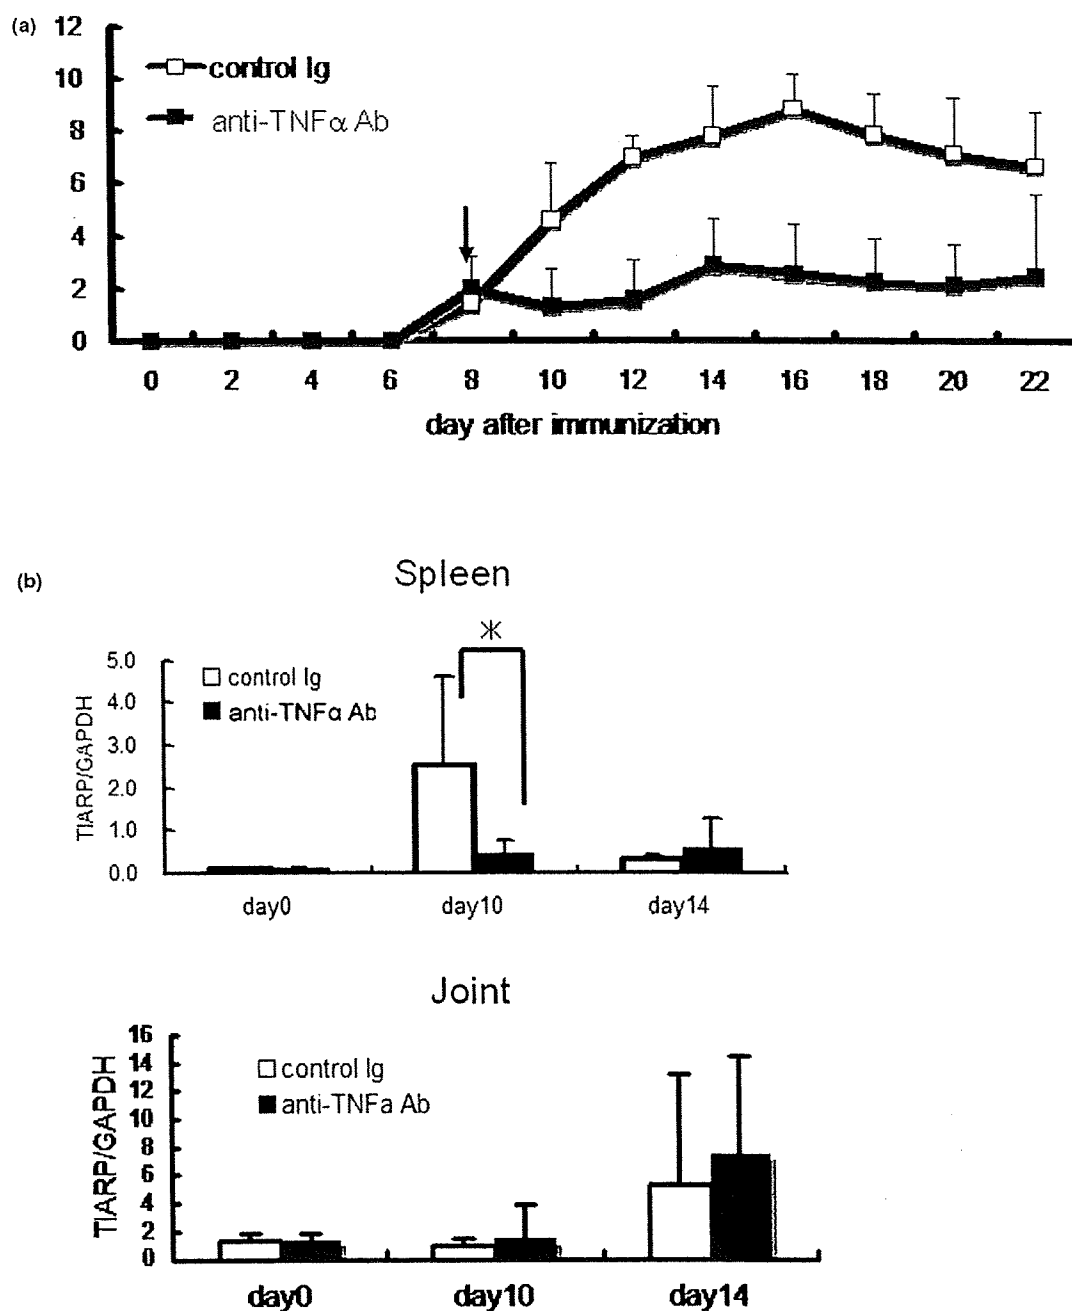 (a)
12
10
8
6
4
2
0
control Ig
anti-TNFα Ab
0 2 4 6 8 10 12 14 16 18 20 22
day after immunization
(b)
Spleen
*
TIARP/GAPDH
5.0
4.0
3.0
2.0
1.0
0.0
control Ig
anti-TNFα Ab
day0 day10 day14
Joint
TIARP/GAPDH
16
14
12
10
8
6
4
2
0
control Ig
anti-TNFa Ab
day0 day10 day14